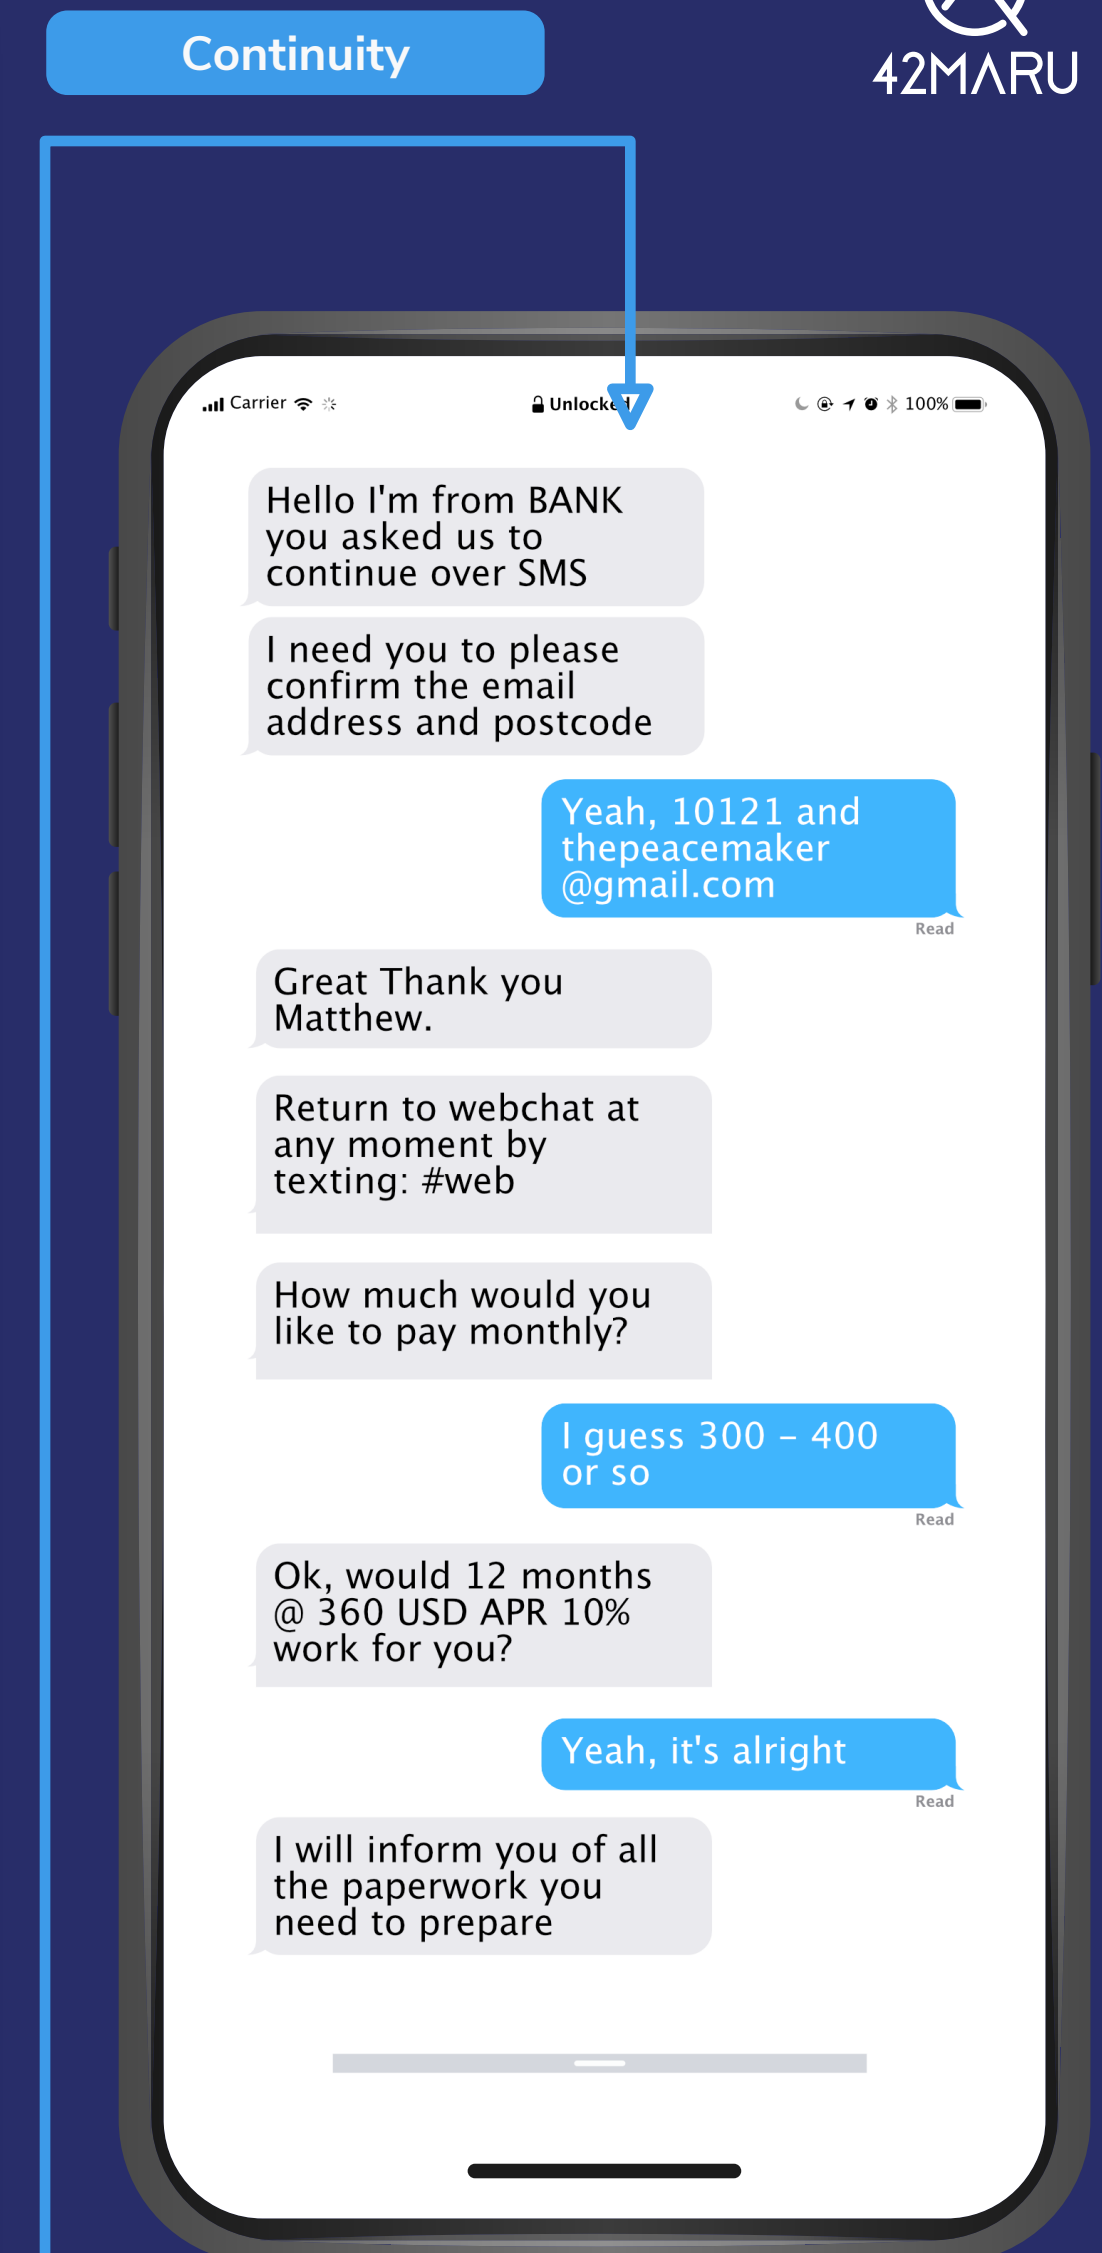 Continuity
42MARU
Carrier
Unlocked
100%
Hello I'm from BANK
you asked us to
continue over SMS
I need you to please
confirm the email
address and postcode
Yeah, 10121 and
thepeacemaker
@gmail.com
Read
Great Thank you
Matthew.
Return to webchat at
any moment by
texting: #web
How much would you
like to pay monthly?
I guess 300 – 400
or so
Read
Ok, would 12 months
@ 360 USD APR 10%
work for you?
Yeah, it's alright
Read
I will inform you of all
the paperwork you
need to prepare